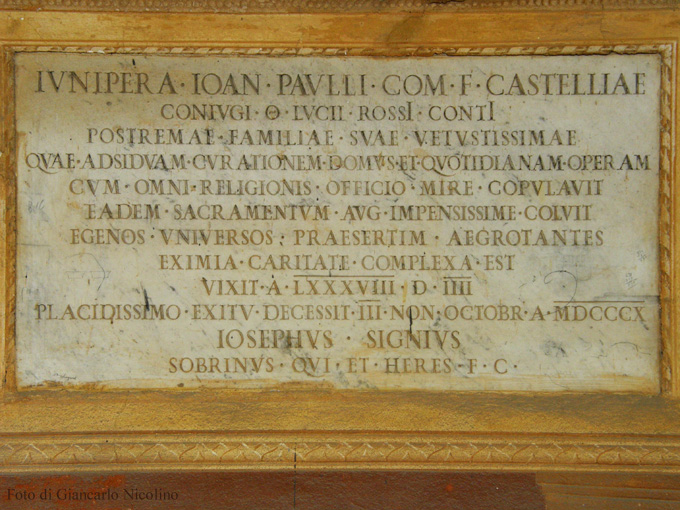 IVNIPERA · IOAN · PAVLLI · COM · F · CASTELLIAE
CONIVGI · Θ · LVCII · ROSSI · CONTI
POSTREMAE · FAMILIAE · SVAE · VETVSTISSIMAE
QVAE · ADSIDVAM · CVRATIONEM · DOMVS · ET · QVOTIDIANAM · OPERAM
CVM · OMNI · RELIGIONIS · OFFICIO · MIRE · COPVLAVIT
EADEM · SACRAMENTVM · AVG · IMPENSISSIME · COLVIT
EGENOS · VNIVERSOS · PRAESERTIM · AEGROTANTES
EXIMIA · CARITATE · COMPLEXA · EST
VIXIT · A · LXXXVIII · D · IIII
PLACIDISSIMO · EXITV · DECESSIT · III · NON · OCTOBR · A · MDCCCX
IOSEPHVS · SIGNIVS
SOBRINVS · QVI · ET · HERES · F · C ·
Foto di Giancarlo Nicolino